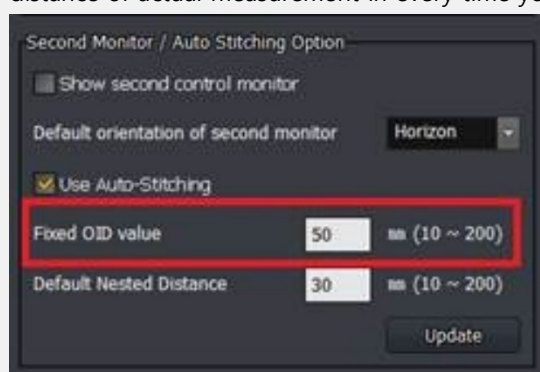 distance of actual measurement in every time yo
Second Monitor / Auto Stitching Option
Show second control monitor
Default orientation of second monitor Horizon
Use Auto-Stitching
Fixed OID value 50 mm (10 ~ 200)
Default Nested Distance 30 mm (10 ~ 200)
Update